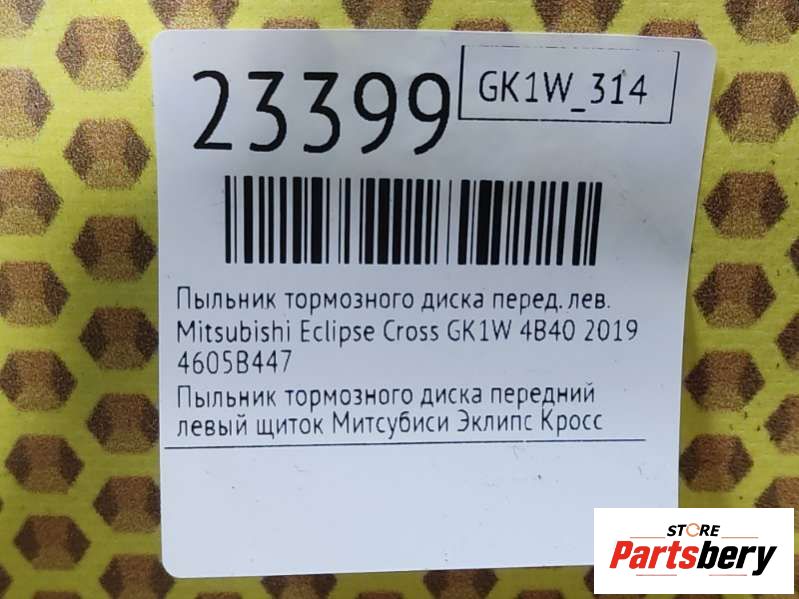 23399
GK1W_314
Пыльник тормозного диска перед. лев.
Mitsubishi Eclipse Cross GK1W 4B40 2019
4605B447
Пыльник тормозного диска передний
левый щиток Митсубиси Эклипс Кросс
STORE
Partsbery